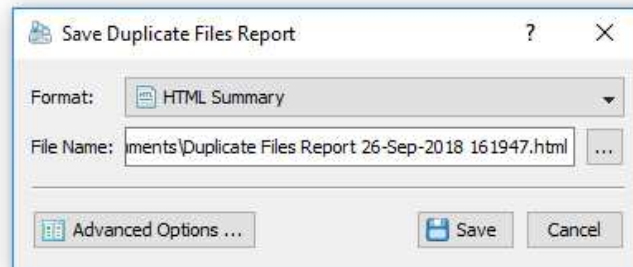 Save Duplicate Files Report ?
Format: HTML Summary
File Name: ments\Duplicate Files Report 26-Sep-2018 161947.html ...
Advanced Options ... Save Cancel